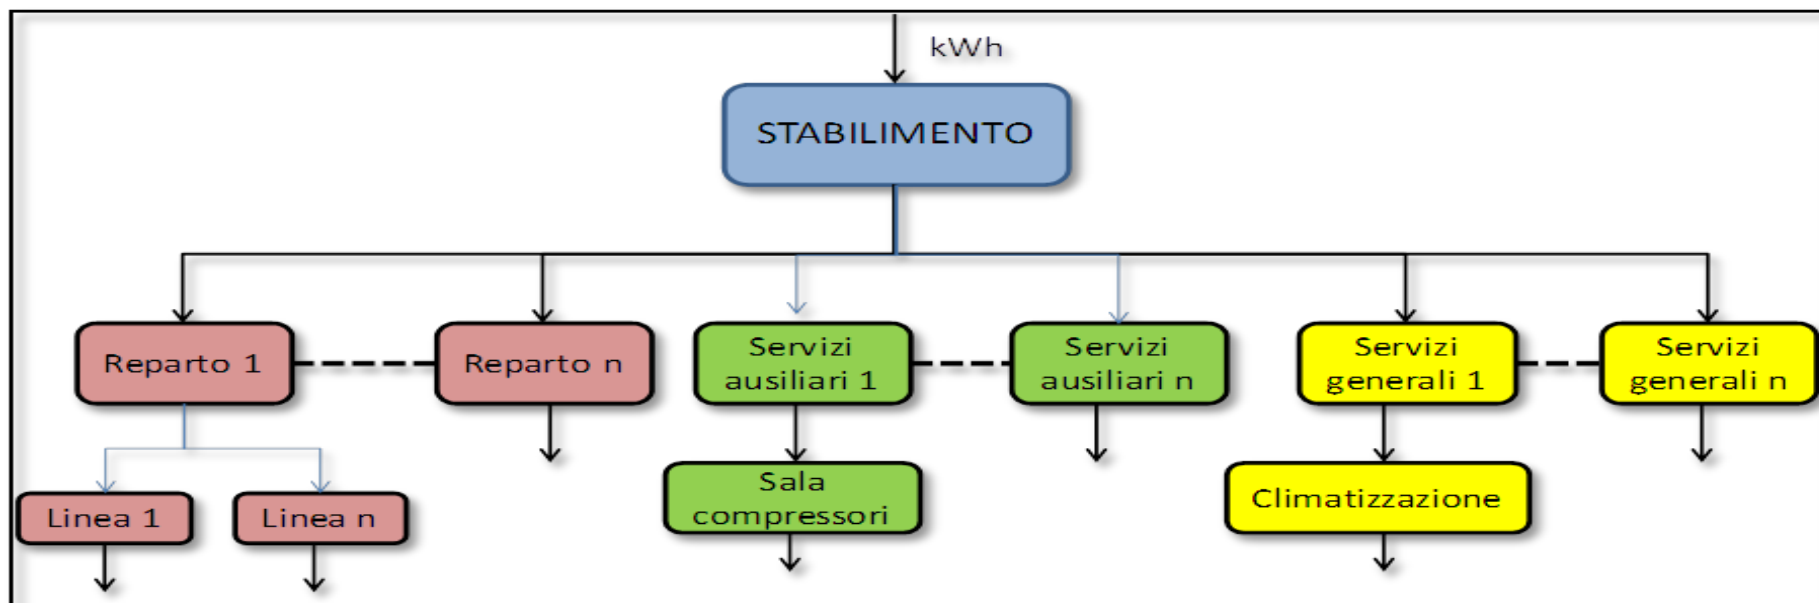 kWh
STABILIMENTO
Reparto 1
Reparto n
Servizi
ausiliari 1
Servizi
ausiliari n
Servizi
generali 1
Servizi
generali n
Linea 1
Linea n
Sala
compressori
Climatizzazione